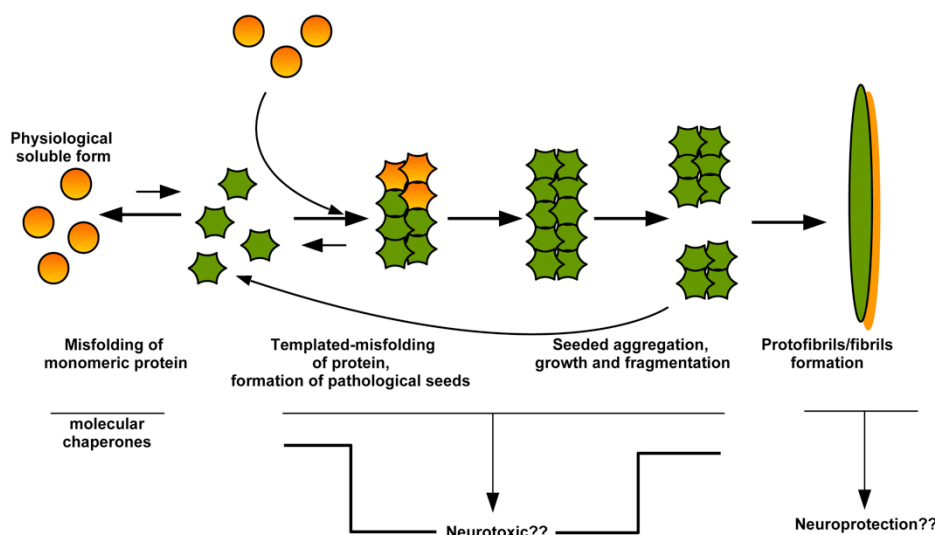 Physiological
soluble form
Misfolding of
monomeric protein
Templated-misfolding
of protein,
formation of pathological seeds
Seeded aggregation,
growth and fragmentation
Protofibrils/fibrils
formation
molecular
chaperones
Neurotoxic??
Neuroprotection??